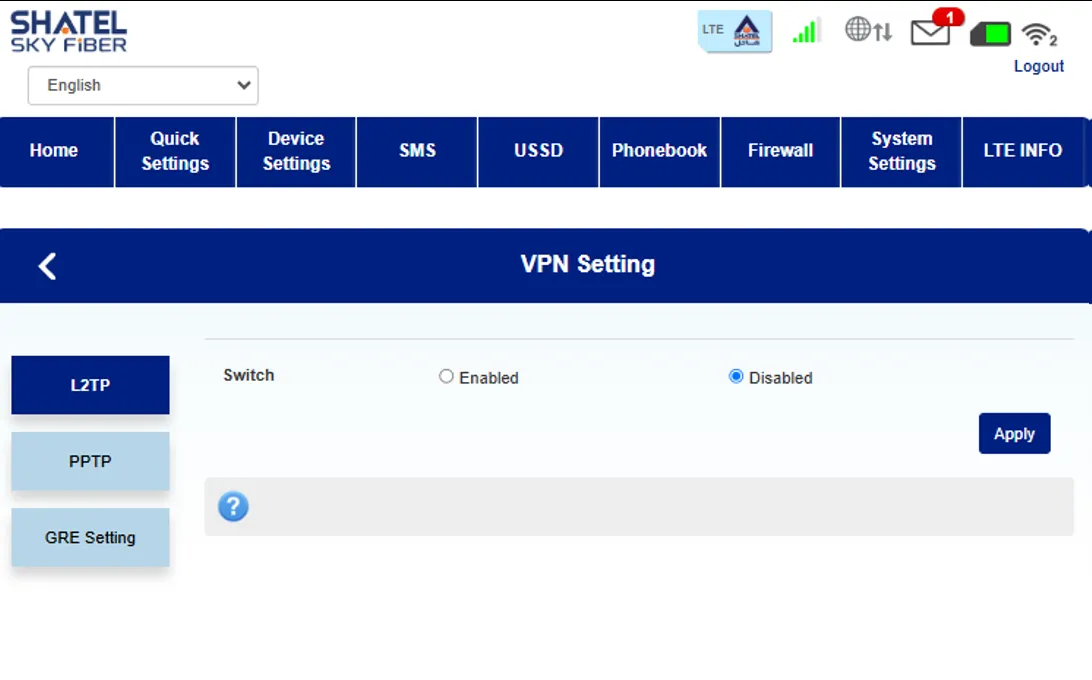 SHATEL
SKY FiBER
LTE
شاتل
1
2
Logout
English
Home
Quick Settings
Device Settings
SMS
USSD
Phonebook
Firewall
System Settings
LTE INFO
VPN Setting
L2TP
PPTP
GRE Setting
Switch
Enabled
Disabled
Apply
?